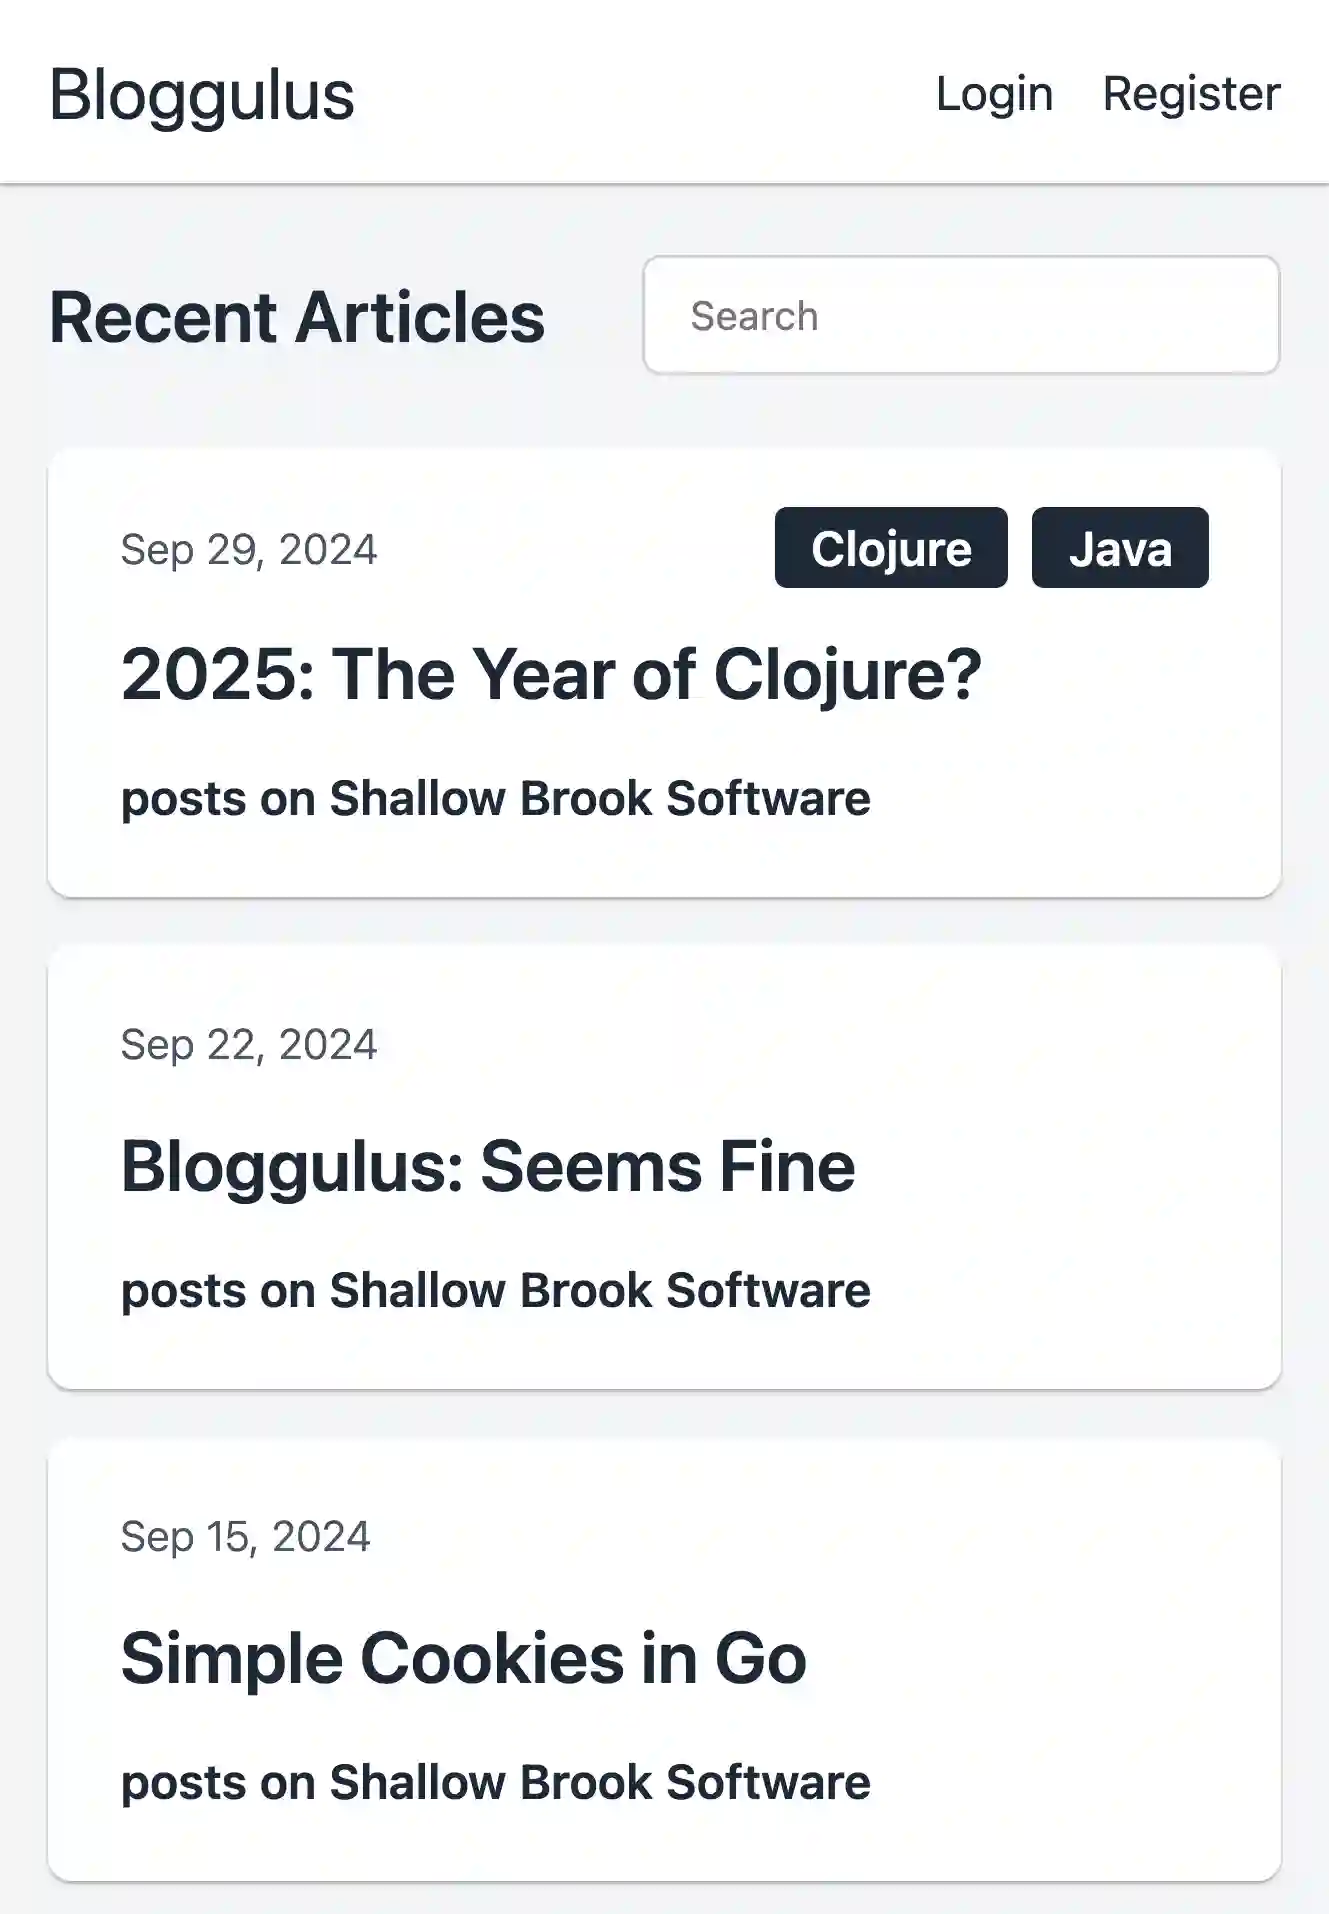 Bloggulus
Login Register
Recent Articles
Search
Sep 29, 2024
Clojure Java
2025: The Year of Clojure?
posts on Shallow Brook Software
Sep 22, 2024
Bloggulus: Seems Fine
posts on Shallow Brook Software
Sep 15, 2024
Simple Cookies in Go
posts on Shallow Brook Software